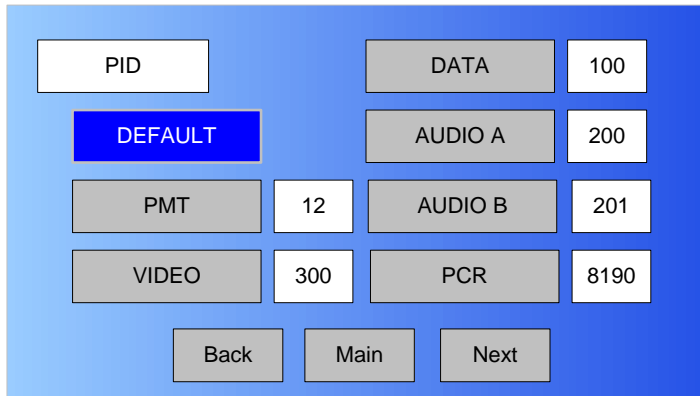 PID
DATA 100
DEFAULT
AUDIO A 200
PMT 12
AUDIO B 201
VIDEO 300
PCR 8190
Back Main Next